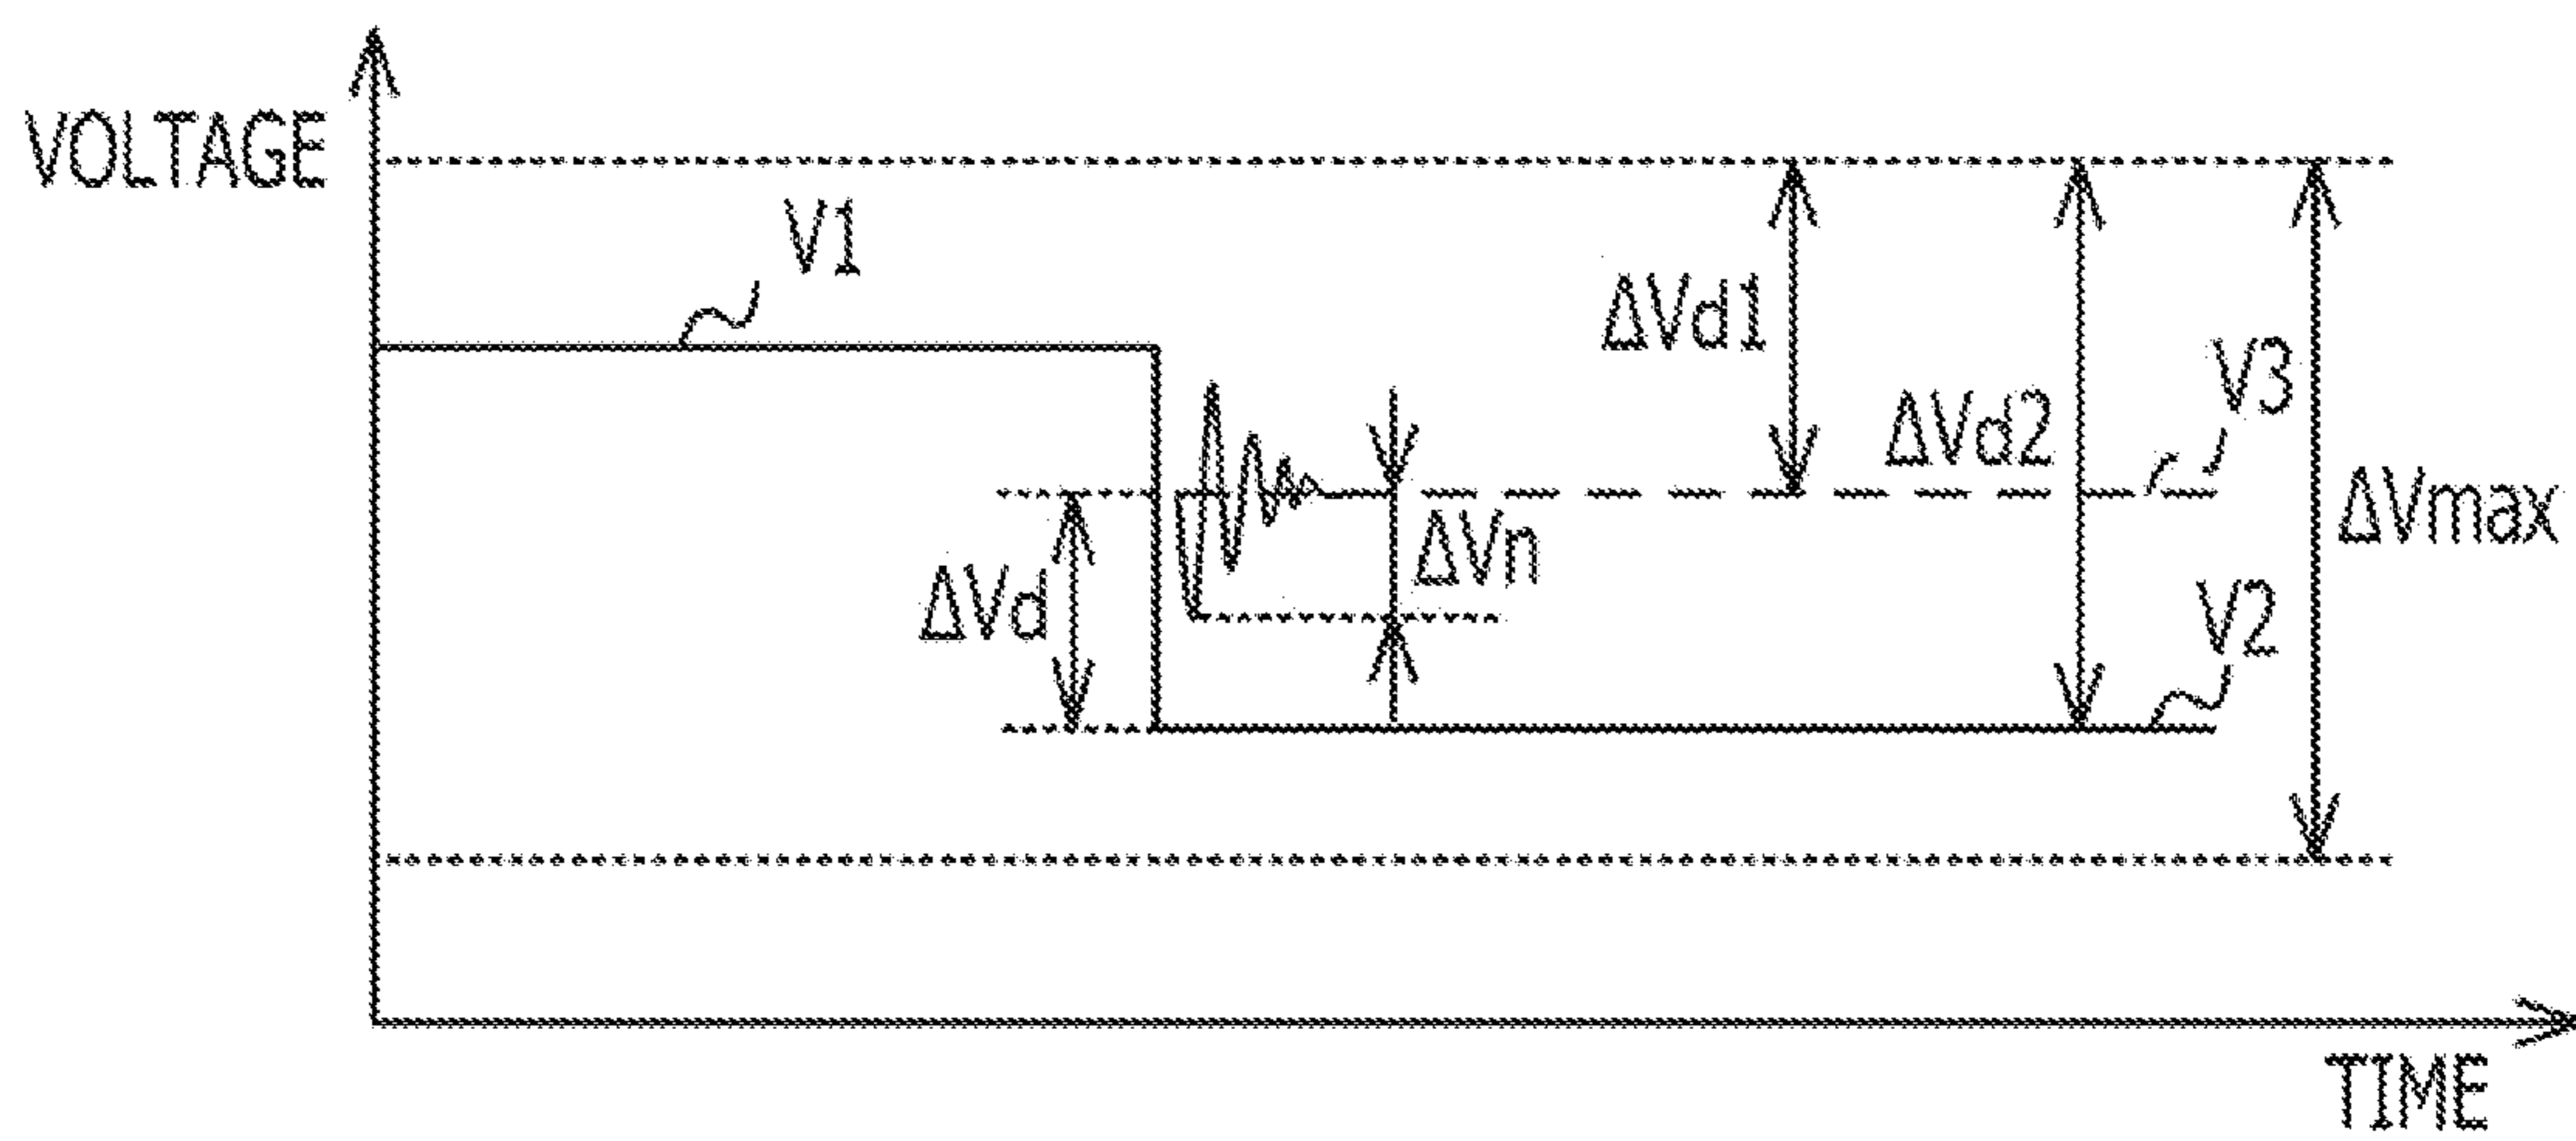 VOLTAGE
V1
ΔVd1
V3
ΔVd2
ΔVmax
ΔVn
ΔVd
V2
TIME